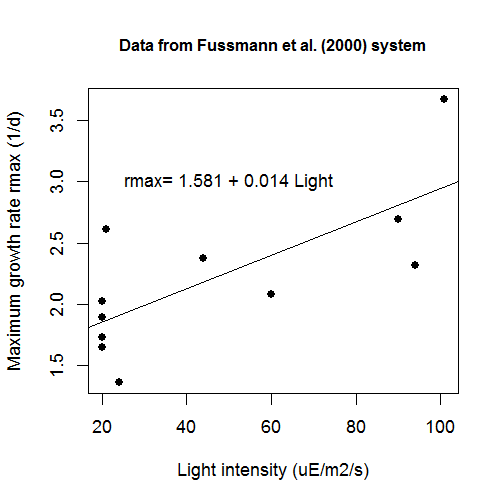 Data from Fussmann et al. (2000) system
Maximum growth rate rmax (1/d)
3.5
3.0
2.5
2.0
1.5
rmax= 1.581 + 0.014 Light
20 40 60 80 100
Light intensity (uE/m2/s)